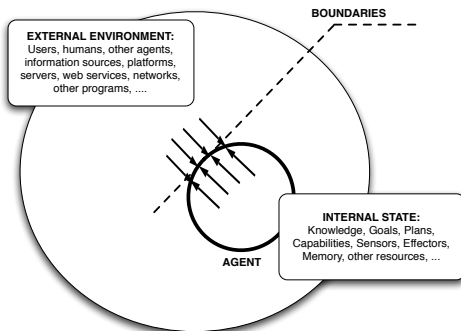 BOUNDARIES
EXTERNAL ENVIRONMENT:
Users, humans, other agents,
information sources, platforms,
servers, web services, networks,
other programs, ....
INTERNAL STATE:
Knowledge, Goals, Plans,
Capabilities, Sensors, Effectors,
Memory, other resources, ...
AGENT